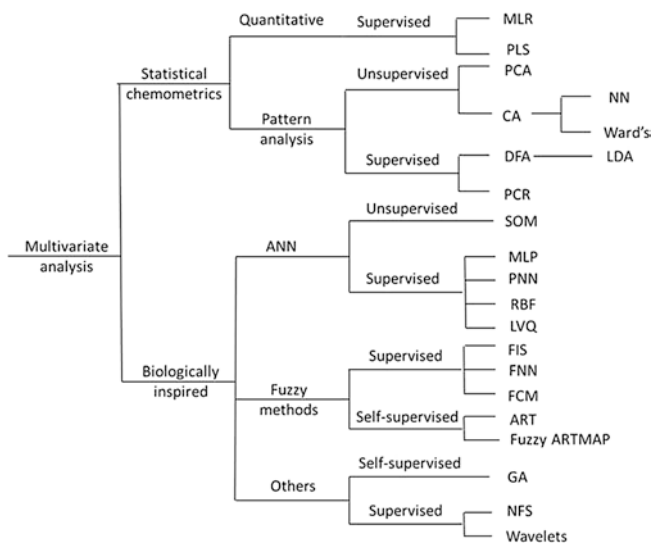 Multivariate
analysis
Statistical
chemometrics
Quantitative
Supervised
MLR
PLS
Pattern
analysis
Unsupervised
PCA
CA
NN
Ward'sa
Supervised
DFA
LDA
PCR
Biologically
inspired
ANN
Unsupervised
SOM
Supervised
MLP
PNN
RBF
LVQ
Fuzzy
methods
Supervised
FIS
FNN
FCM
Self-supervised
ART
Fuzzy ARTMAP
Others
Self-supervised
GA
Supervised
NFS
Wavelets